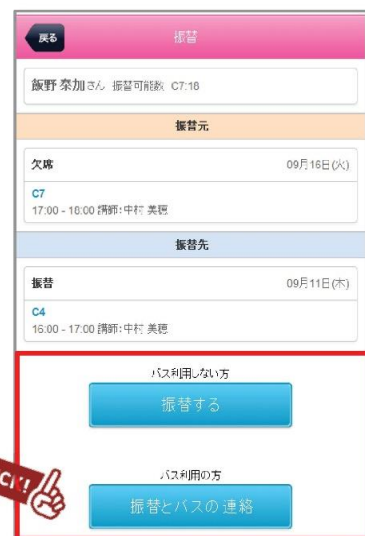 戻る
振替
飯野 泰加さん 振替可能数 C7:18
振替元
欠席 09月16日(火)
C7
17:00 - 18:00 講師:中村 美穂
振替先
振替 09月11日(木)
C4
16:00 - 17:00 講師:中村 美穂
バス利用しない方
振替する
バス利用の方
振替とバスの連絡